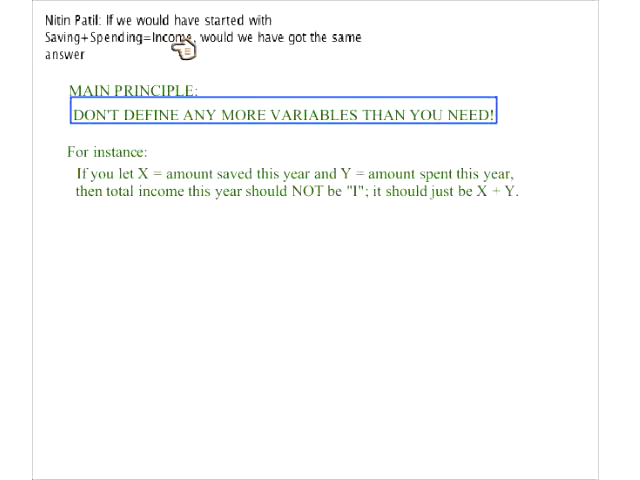 Nitin Patil: If we would have started with
Saving+Spending=Income, would we have got the same
answer
MAIN PRINCIPLE:
DON'T DEFINE ANY MORE VARIABLES THAN YOU NEED!
For instance:
If you let X = amount saved this year and Y = amount spent this year,
then total income this year should NOT be "I"; it should just be X + Y.